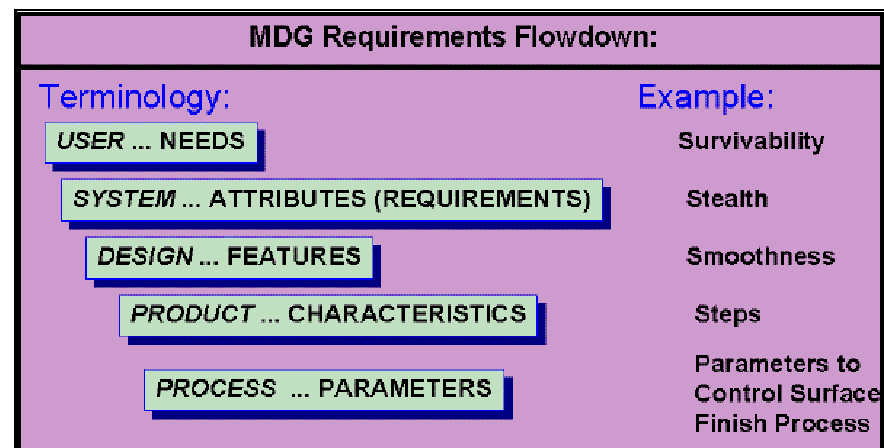 MDG Requirements Flowdown:
Terminology: Example:
USER ... NEEDS Survivability
SYSTEM ... ATTRIBUTES (REQUIREMENTS) Stealth
DESIGN ... FEATURES Smoothness
PRODUCT ... CHARACTERISTICS Steps
PROCESS ... PARAMETERS Parameters to
Control Surface
Finish Process